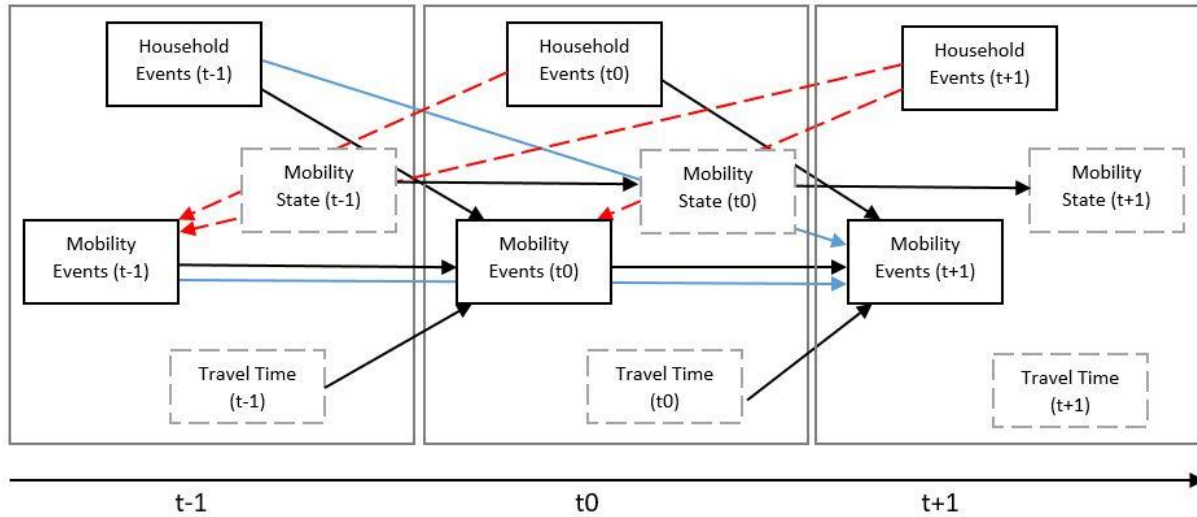 Household
Events (t-1)
Household
Events (t0)
Household
Events (t+1)
Mobility
State (t-1)
Mobility
State (t0)
Mobility
State (t+1)
Mobility
Events (t-1)
Mobility
Events (t0)
Mobility
Events (t+1)
Travel Time
(t-1)
Travel Time
(t0)
Travel Time
(t+1)
t-1
t0
t+1